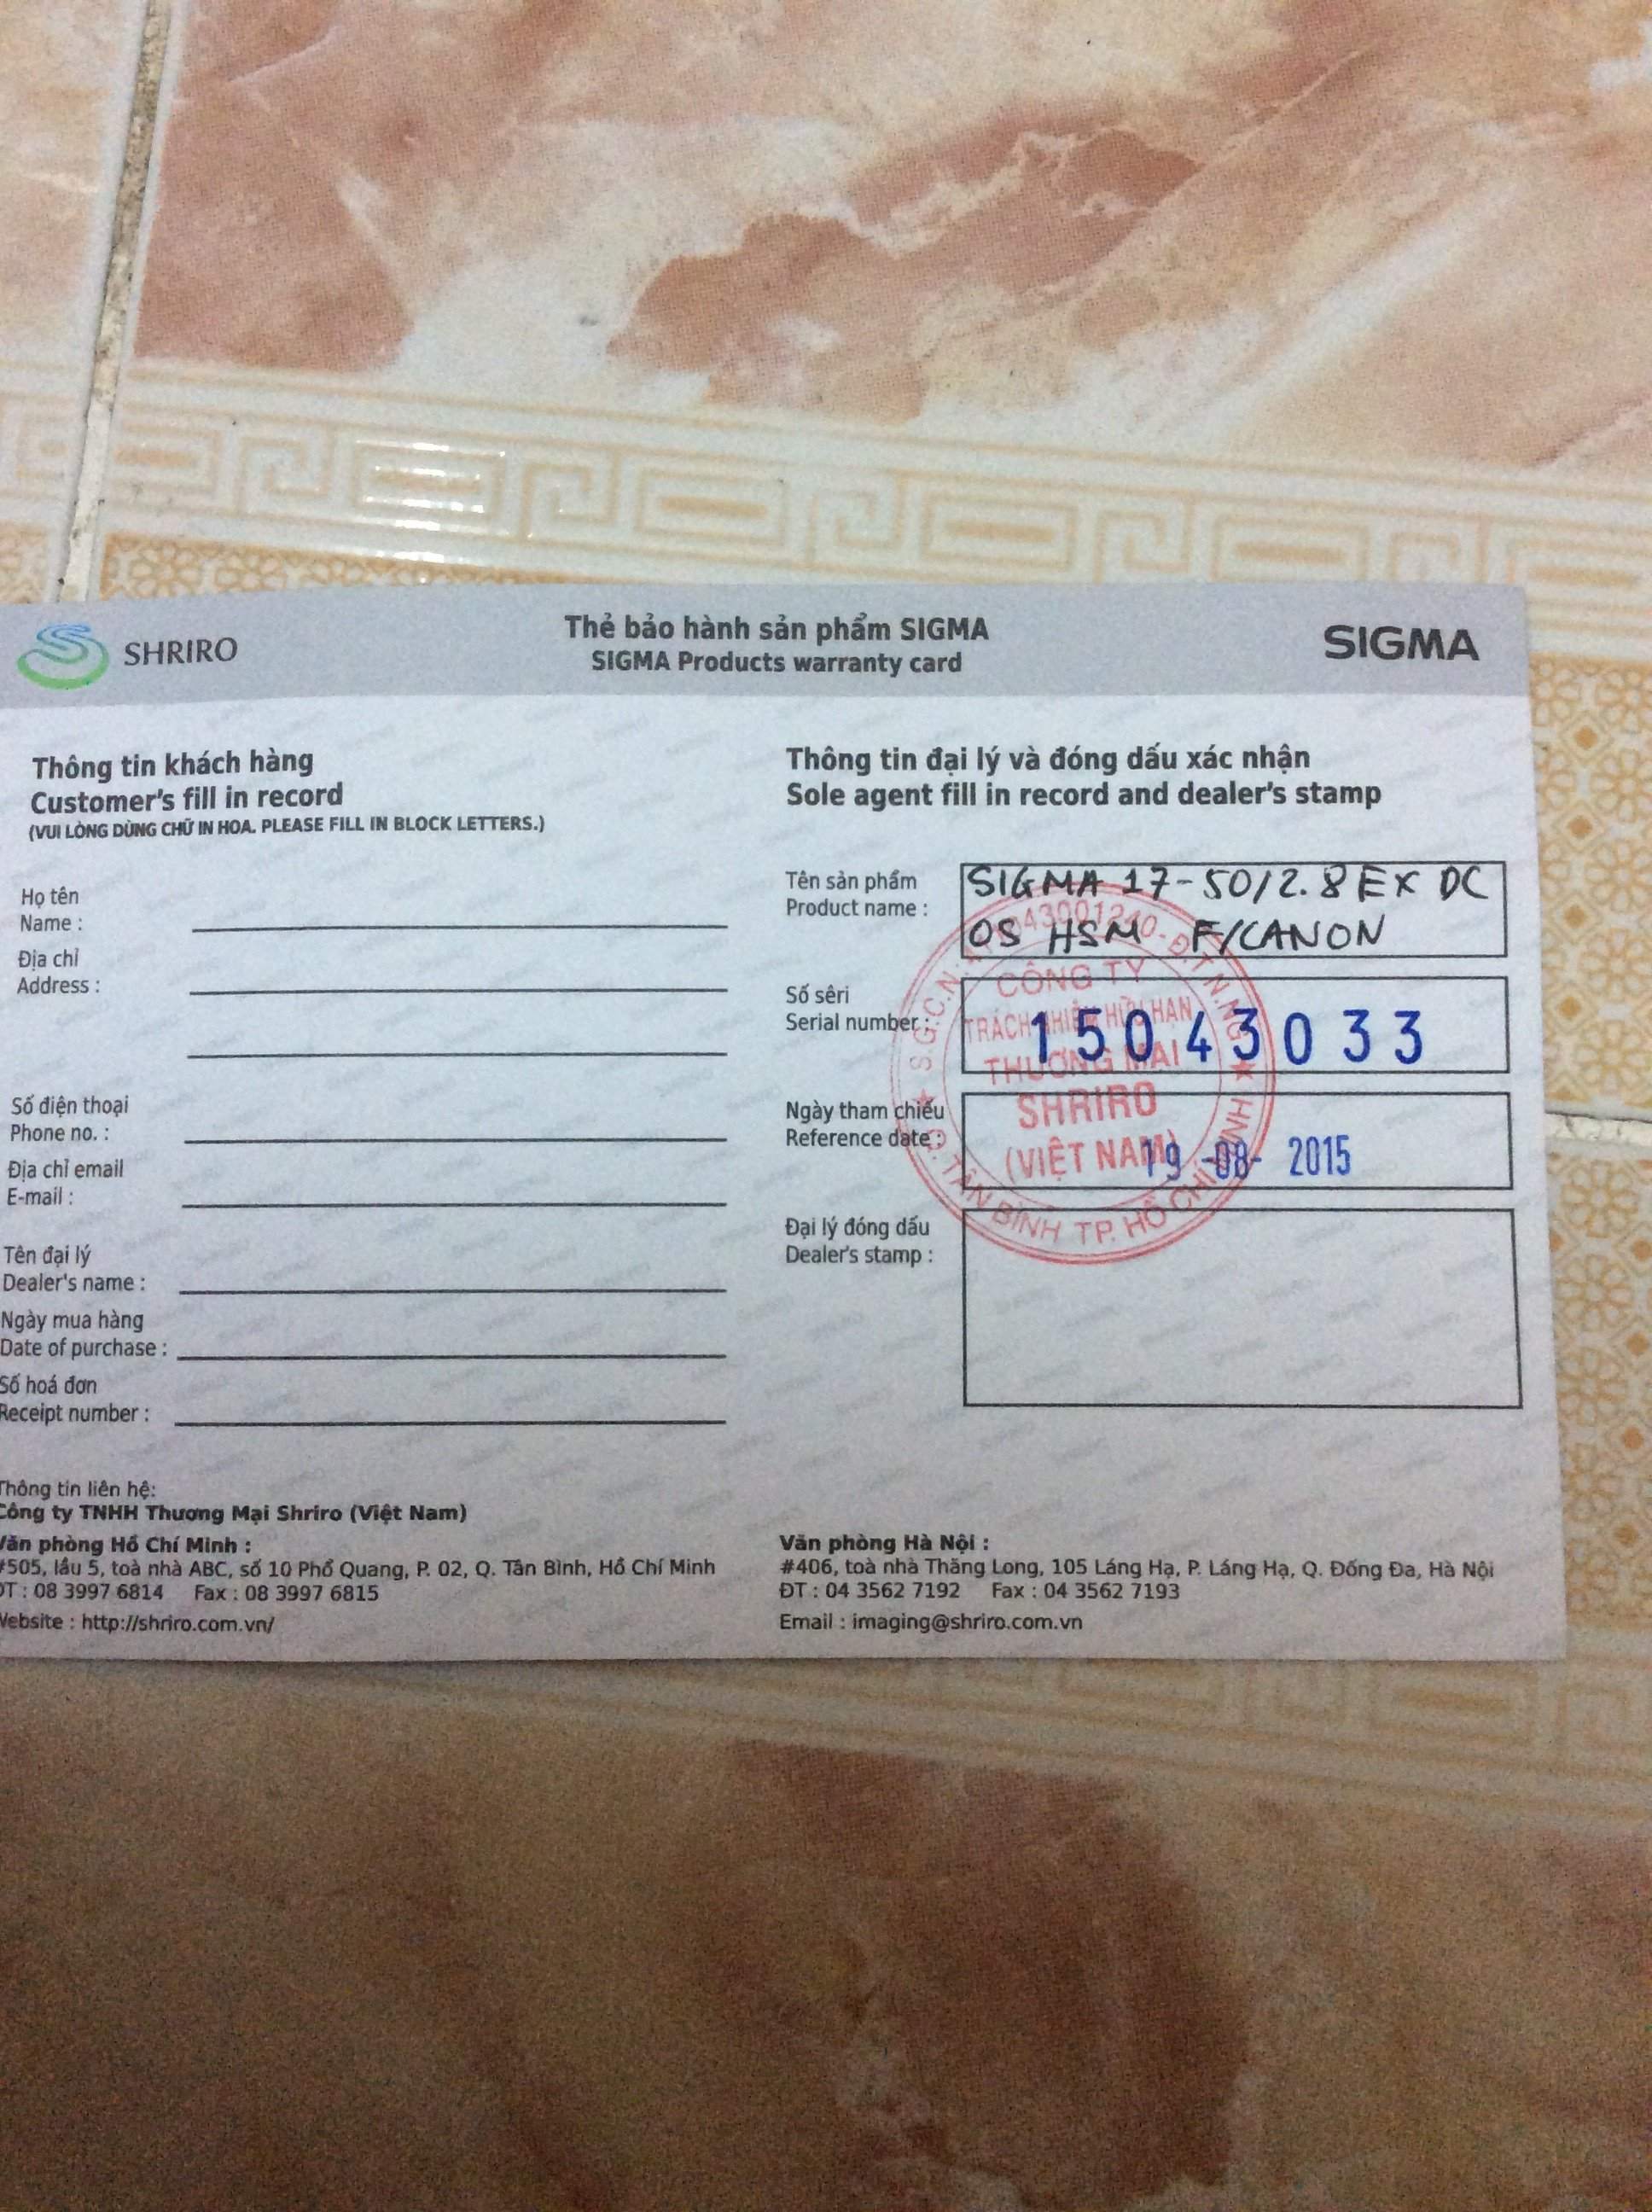 SHRIRO
Thẻ bảo hành sản phẩm SIGMA
SIGMA Products warranty card
SIGMA
Thông tin khách hàng
Customer's fill in record
(VUI LÒNG DÙNG CHỮ IN HOA. PLEASE FILL IN BLOCK LETTERS.)
Họ tên
Name :
Địa chỉ
Address :
Số điện thoại
Phone no. :
Địa chỉ email
E-mail :
Tên đại lý
Dealer's name :
Ngày mua hàng
Date of purchase :
Số hoá đơn
Receipt number :
Thông tin đại lý và đóng dấu xác nhận
Sole agent fill in record and dealer's stamp
Tên sản phẩm
Product name :
SIGMA 17-50/2.8 EX DC
OS HSM F/CANON
Số sêri
Serial number :
15043033
Ngày tham chiếu
Reference date :
19 -08- 2015
Đại lý đóng dấu
Dealer's stamp :
CÔNG TY
TRÁCH NHIỆM HỮU HẠN
THƯƠNG MẠI
SHRIRO
(VIỆT NAM)
Q. TÂN BÌNH TP. HỒ CHÍ MINH
Thông tin liên hệ:
Công ty TNHH Thương Mại Shriro (Việt Nam)
Văn phòng Hồ Chí Minh :
#505, lầu 5, toà nhà ABC, số 10 Phổ Quang, P. 02, Q. Tân Bình, Hồ Chí Minh
ĐT : 08 3997 6814 Fax : 08 3997 6815
Website : http://shriro.com.vn/
Văn phòng Hà Nội :
#406, toà nhà Thăng Long, 105 Láng Hạ, P. Láng Hạ, Q. Đống Đa, Hà Nội
ĐT : 04 3562 7192 Fax : 04 3562 7193
Email : imaging@shriro.com.vn